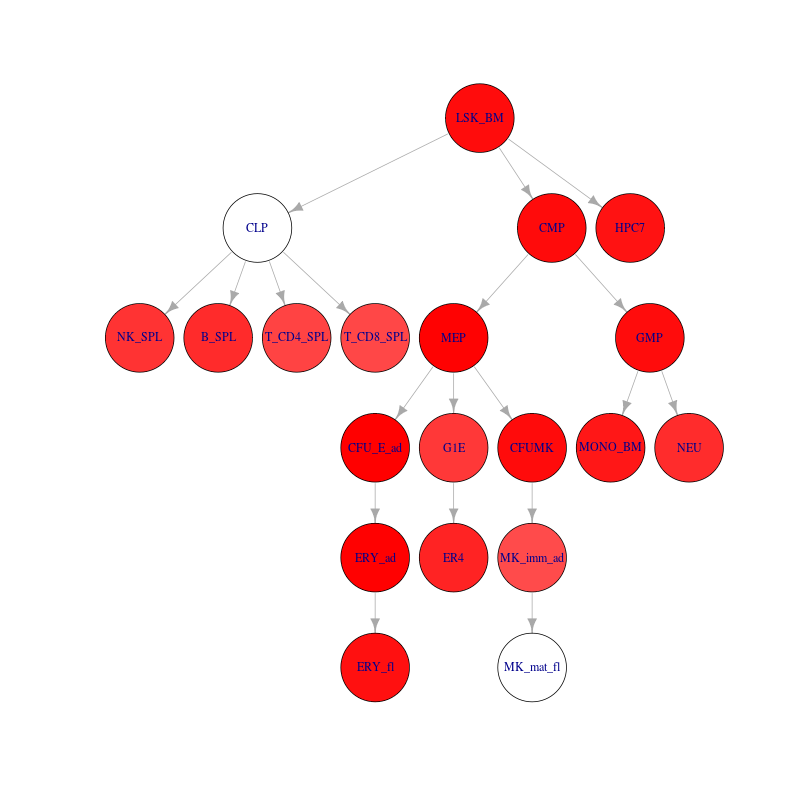 LSK_BM
CLP
CMP
HPC7
NK_SPL
B_SPL
T_CD4_SPL
T_CD8_SPL
MEP
GMP
CFU_E_ad
G1E
CFUMK
MONO_BM
NEU
ERY_ad
ER4
MK_imm_ad
ERY_fl
MK_mat_fl